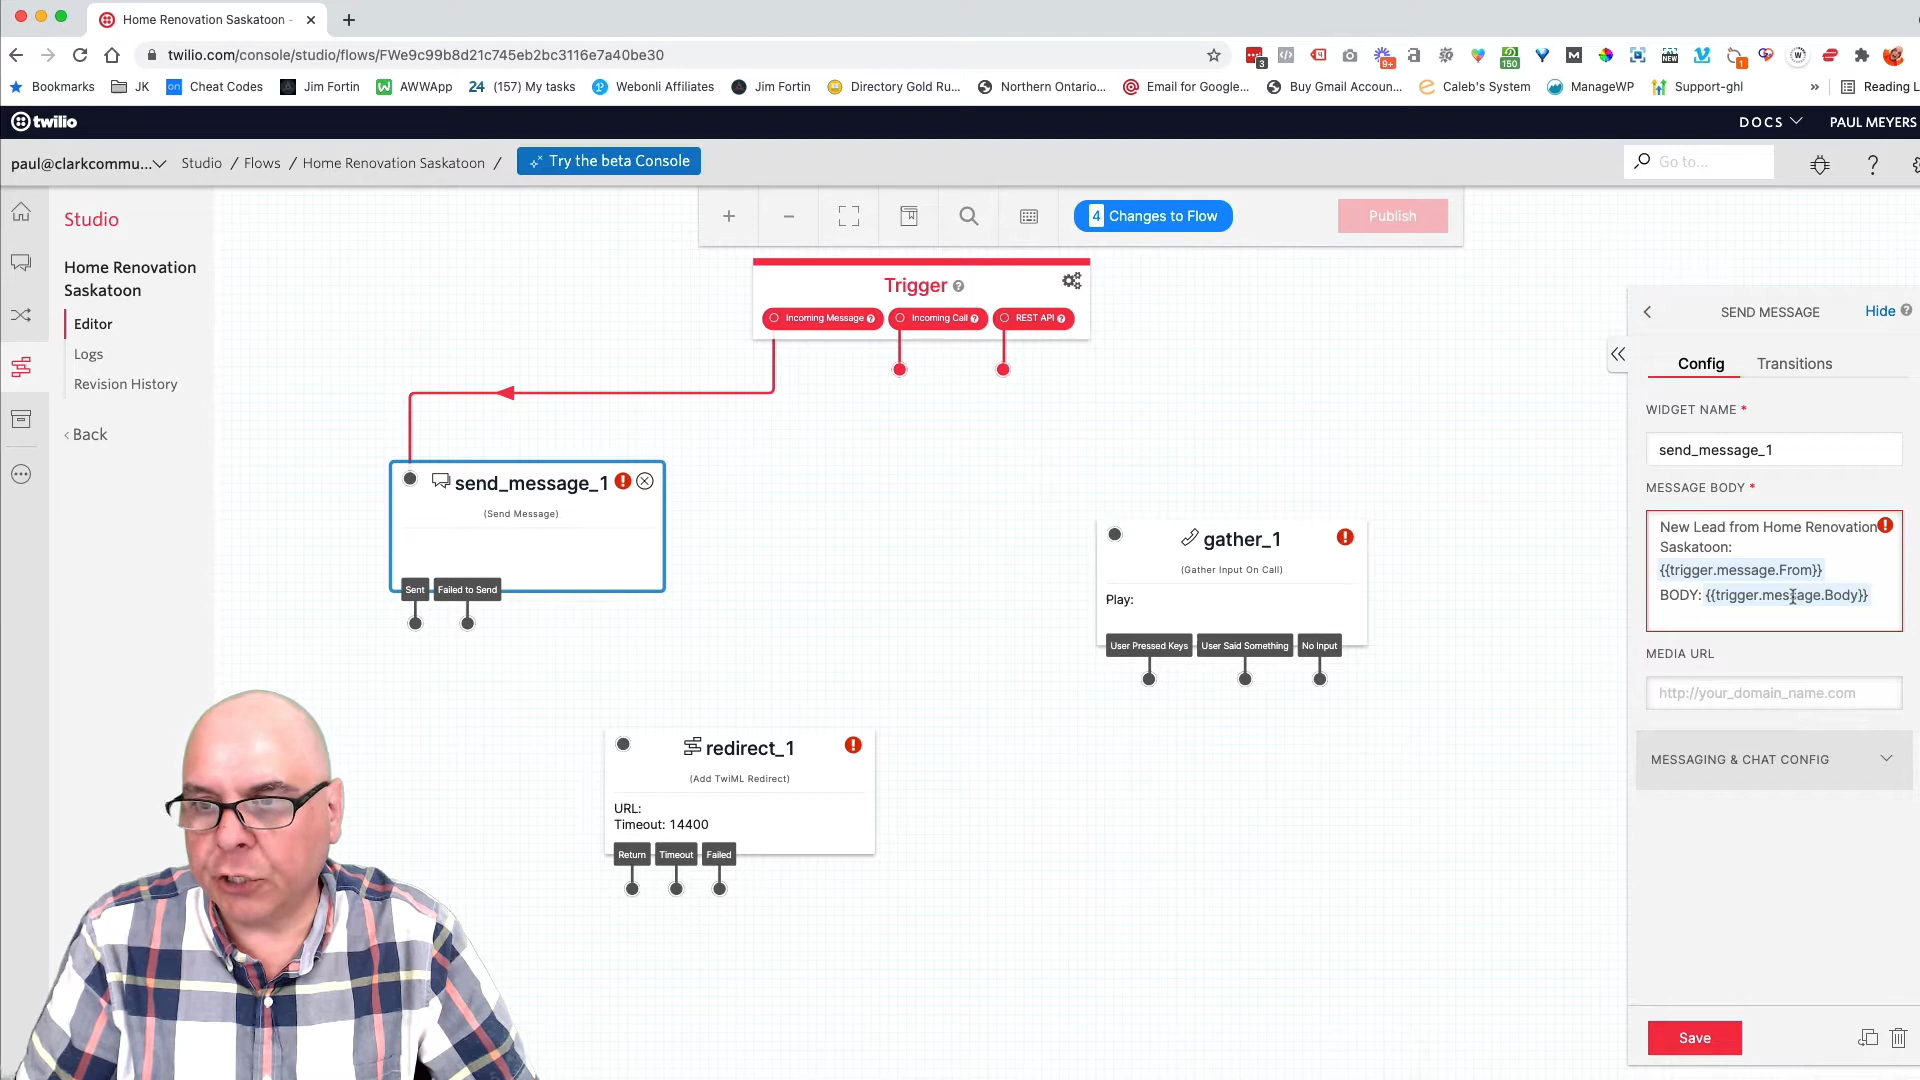 Home Renovation Saskatoon -
twilio.com/console/studio/flows/FWe9c99b8d21c745eb2bc3116e7a40be30
3
9+
150
NEW
1
Bookmarks
JK
on
Cheat Codes
Jim Fortin
AWWApp
24 (157) My tasks
Webonli Affiliates
Jim Fortin
Directory Gold Ru...
Northern Ontario...
Email for Google...
Buy Gmail Accoun...
Caleb's System
ManageWP
Support-ghl
»
Reading L
twilio
DOCS
PAUL MEYERS
paul@clarkcommu...
Studio / Flows / Home Renovation Saskatoon /
Try the beta Console
Go to...
Studio
Home Renovation
Saskatoon
Editor
Logs
Revision History
‹ Back
4 Changes to Flow
Publish
Trigger
Incoming Message
Incoming Call
REST API
send_message_1
(Send Message)
Sent
Failed to Send
gather_1
(Gather Input On Call)
Play:
User Pressed Keys
User Said Something
No Input
redirect_1
(Add TwiML Redirect)
URL:
Timeout: 14400
Return
Timeout
Failed
SEND MESSAGE
Hide
Config
Transitions
WIDGET NAME *
send_message_1
MESSAGE BODY *
New Lead from Home Renovation
Saskatoon:
{{trigger.message.From}}
BODY: {{trigger.message.Body}}
MEDIA URL
http://your_domain_name.com
MESSAGING & CHAT CONFIG
Save